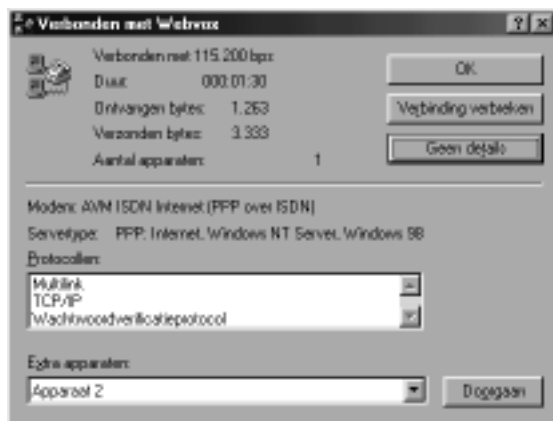 Verbonden met Webvox
Verbonden met 115.200 bps
Duur: 000:01:30
Ontvangen bytes: 1.263
Verzonden bytes: 3.333
Aantal apparaten: 1
OK
Verbinding verbreken
Geen details
Modem: AVM ISDN Internet (PPP over ISDN)
Servertype: PPP: Internet, Windows NT Server, Windows 98
Protocollen:
Multilink
TCP/IP
Wachtwoordverificatieprotocol
Extra apparaten:
Apparaat 2
Doorgaan